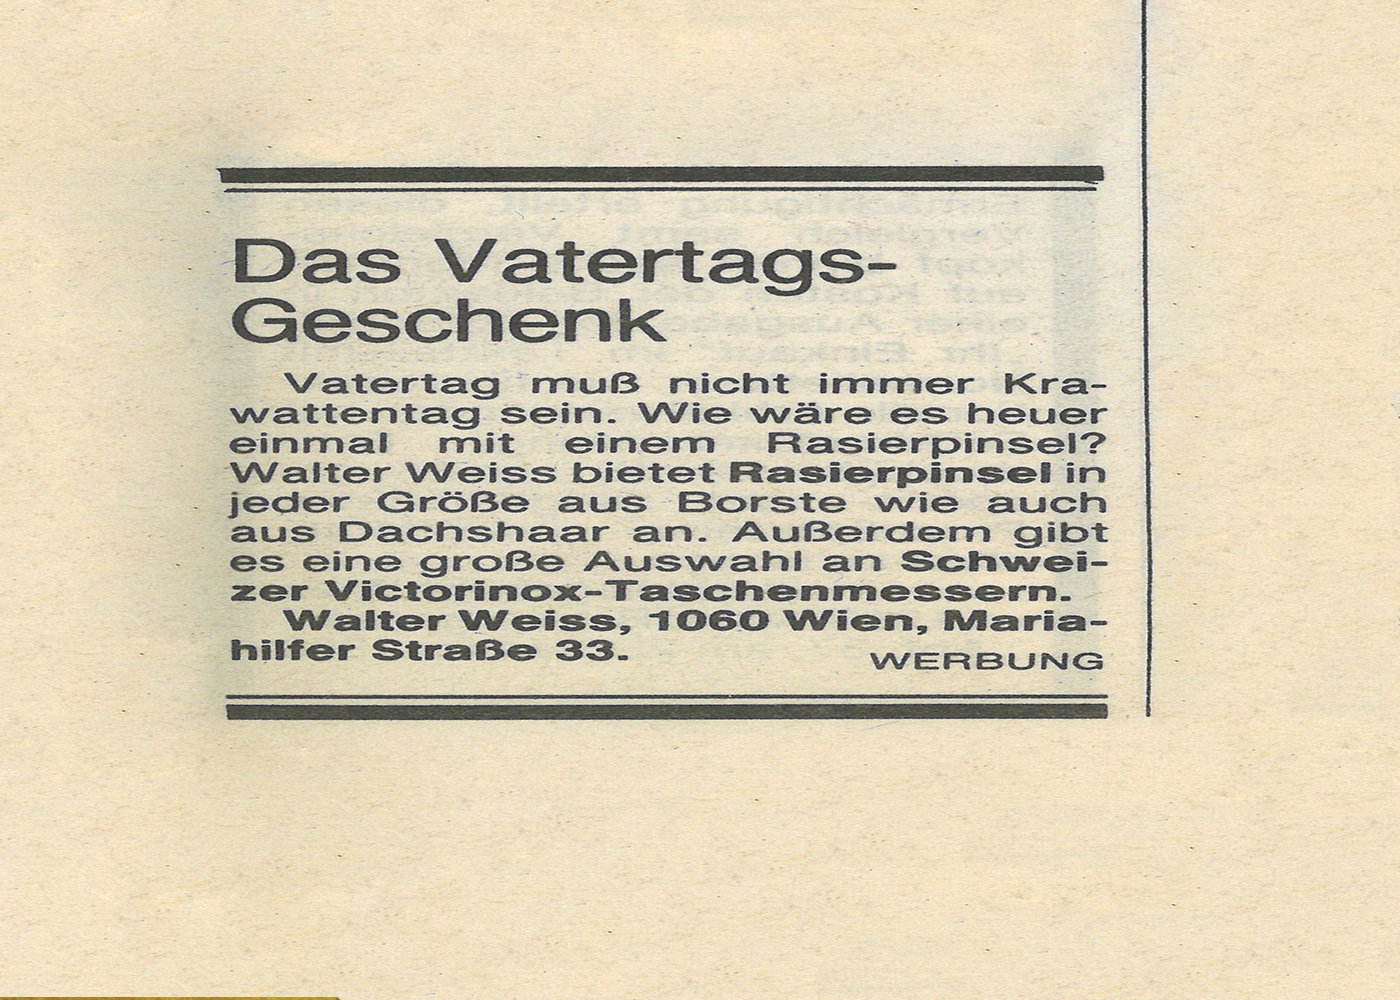 Das Vatertags-
Geschenk
Vatertag muß nicht immer Kra-
wattentag sein. Wie wäre es heuer
einmal mit einem Rasierpinsel?
Walter Weiss bietet Rasierpinsel in
jeder Größe aus Borste wie auch
aus Dachshaar an. Außerdem gibt
es eine große Auswahl an Schwei-
zer Victorinox-Taschenmessern.
Walter Weiss, 1060 Wien, Maria-
hilfer Straße 33.
WERBUNG